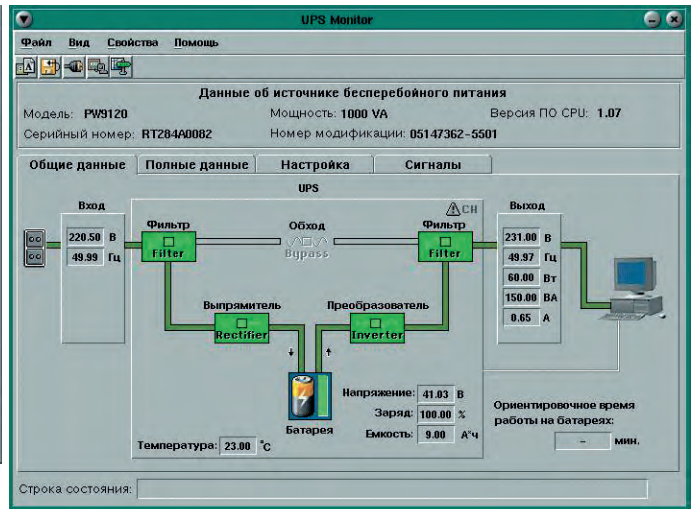 UPS Monitor
Файл Вид Свойства Помощь
Данные об источнике бесперебойного питания
Модель: PW9120 Мощность: 1000 VA Версия ПО CPU: 1.07
Серийный номер: RT284A0082 Номер модификации: 05147362-5501
Общие данные Полные данные Настройка Сигналы
UPS
Вход
220.50 В
49.99 Гц
Фильтр
Filter
Обход
Bypass
CH
Фильтр
Filter
Выход
231.00 В
49.97 Гц
60.00 Вт
150.00 ВА
0.65 А
Выпрямитель
Rectifier
Преобразователь
Inverter
Батарея
Напряжение: 41.03 В
Заряд: 100.00 %
Емкость: 9.00 А*ч
Температура: 23.00 °C
Ориентировочное время
работы на батареях:
– мин.
Строка состояния: